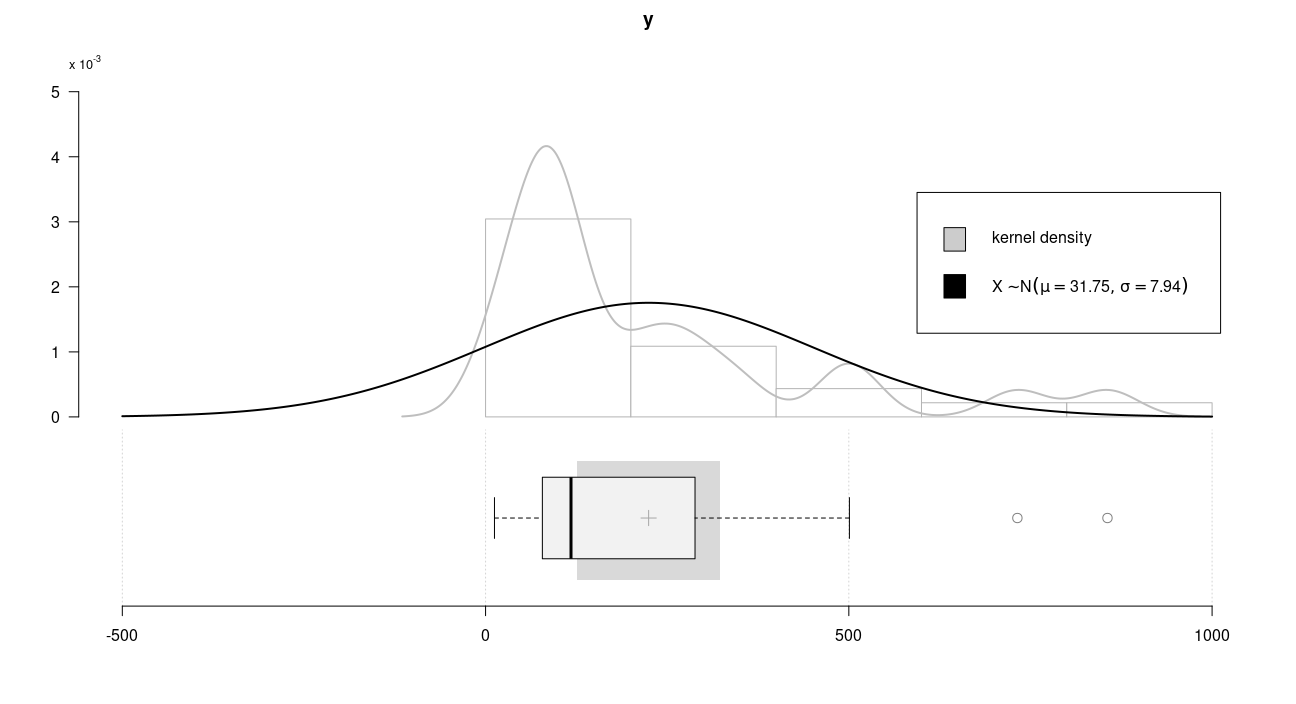 y
x 10-3
5
4
3
2
1
0
kernel density
X ~N(μ = 31.75, σ = 7.94)
-500 0 500 1000